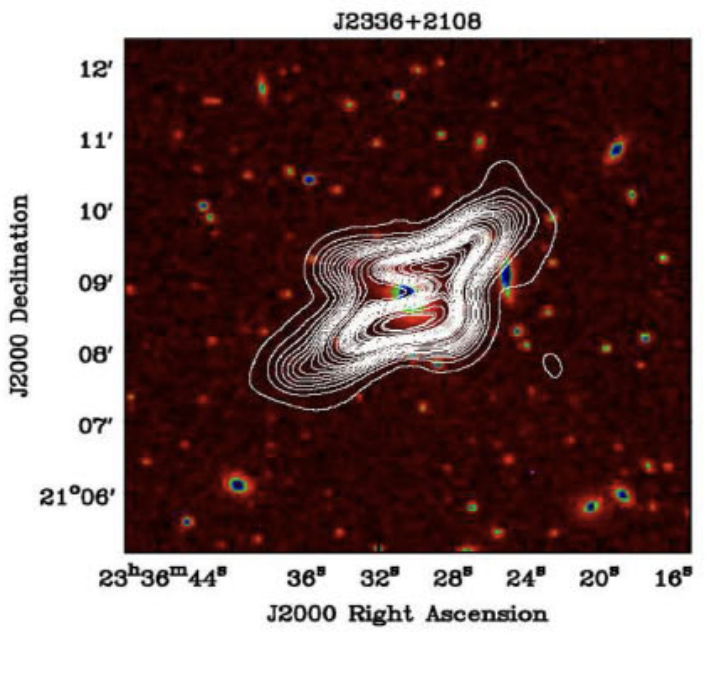 J2336+2108
12'
11'
10'
09'
08'
07'
21°06'
J2000 Declination
23ʰ36ᵐ44ˢ 36ˢ 32ˢ 28ˢ 24ˢ 20ˢ 16ˢ
J2000 Right Ascension